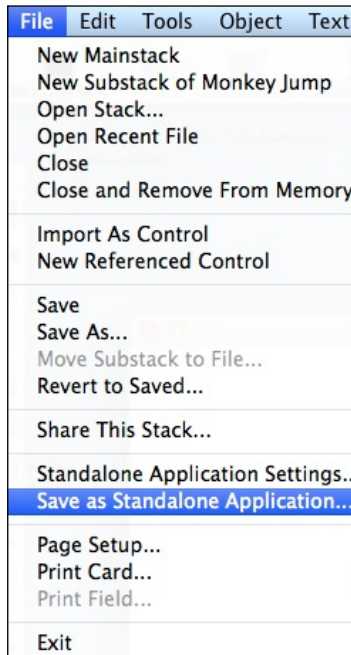 File Edit Tools Object Text
New Mainstack
New Substack of Monkey Jump
Open Stack...
Open Recent File
Close
Close and Remove From Memory
Import As Control
New Referenced Control
Save
Save As...
Move Substack to File...
Revert to Saved...
Share This Stack...
Standalone Application Settings..
Save as Standalone Application...
Page Setup...
Print Card...
Print Field...
Exit